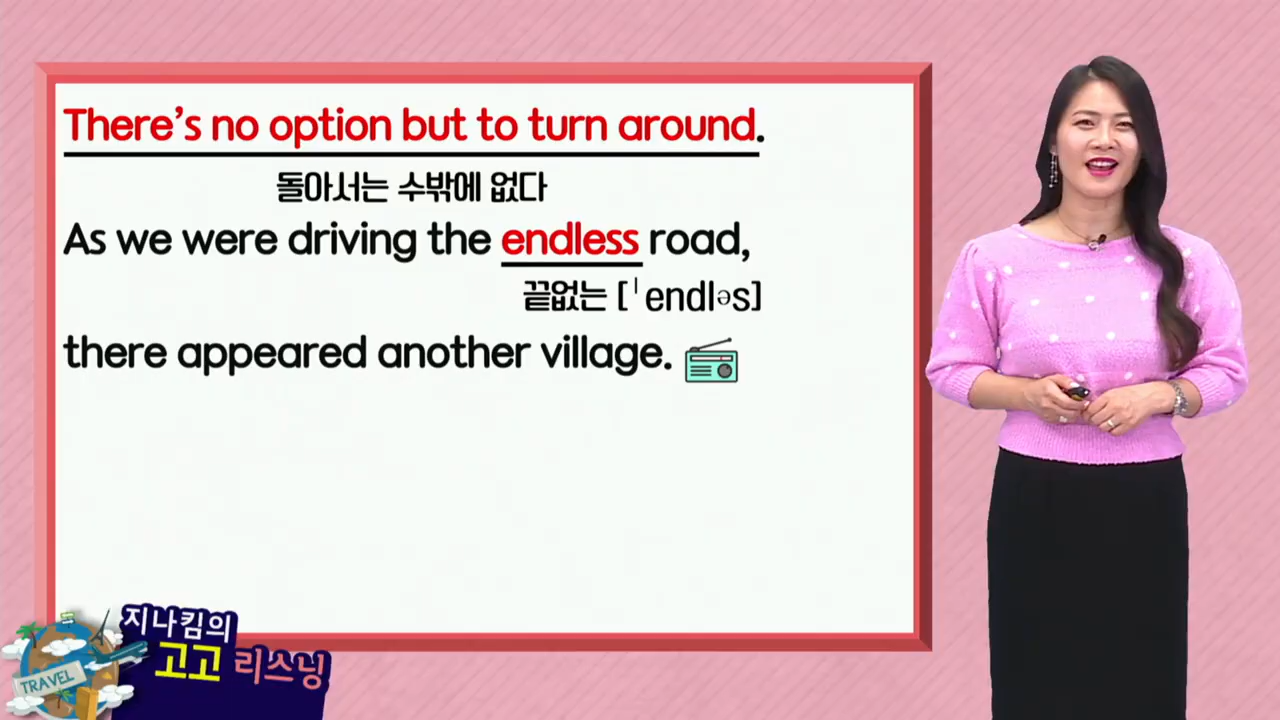 There's no option but to turn around.
돌아서는 수밖에 없다
As we were driving the endless road,
끝없는 [ˈendləs]
there appeared another village.
지나킴의
고고 리스닝
TRAVEL